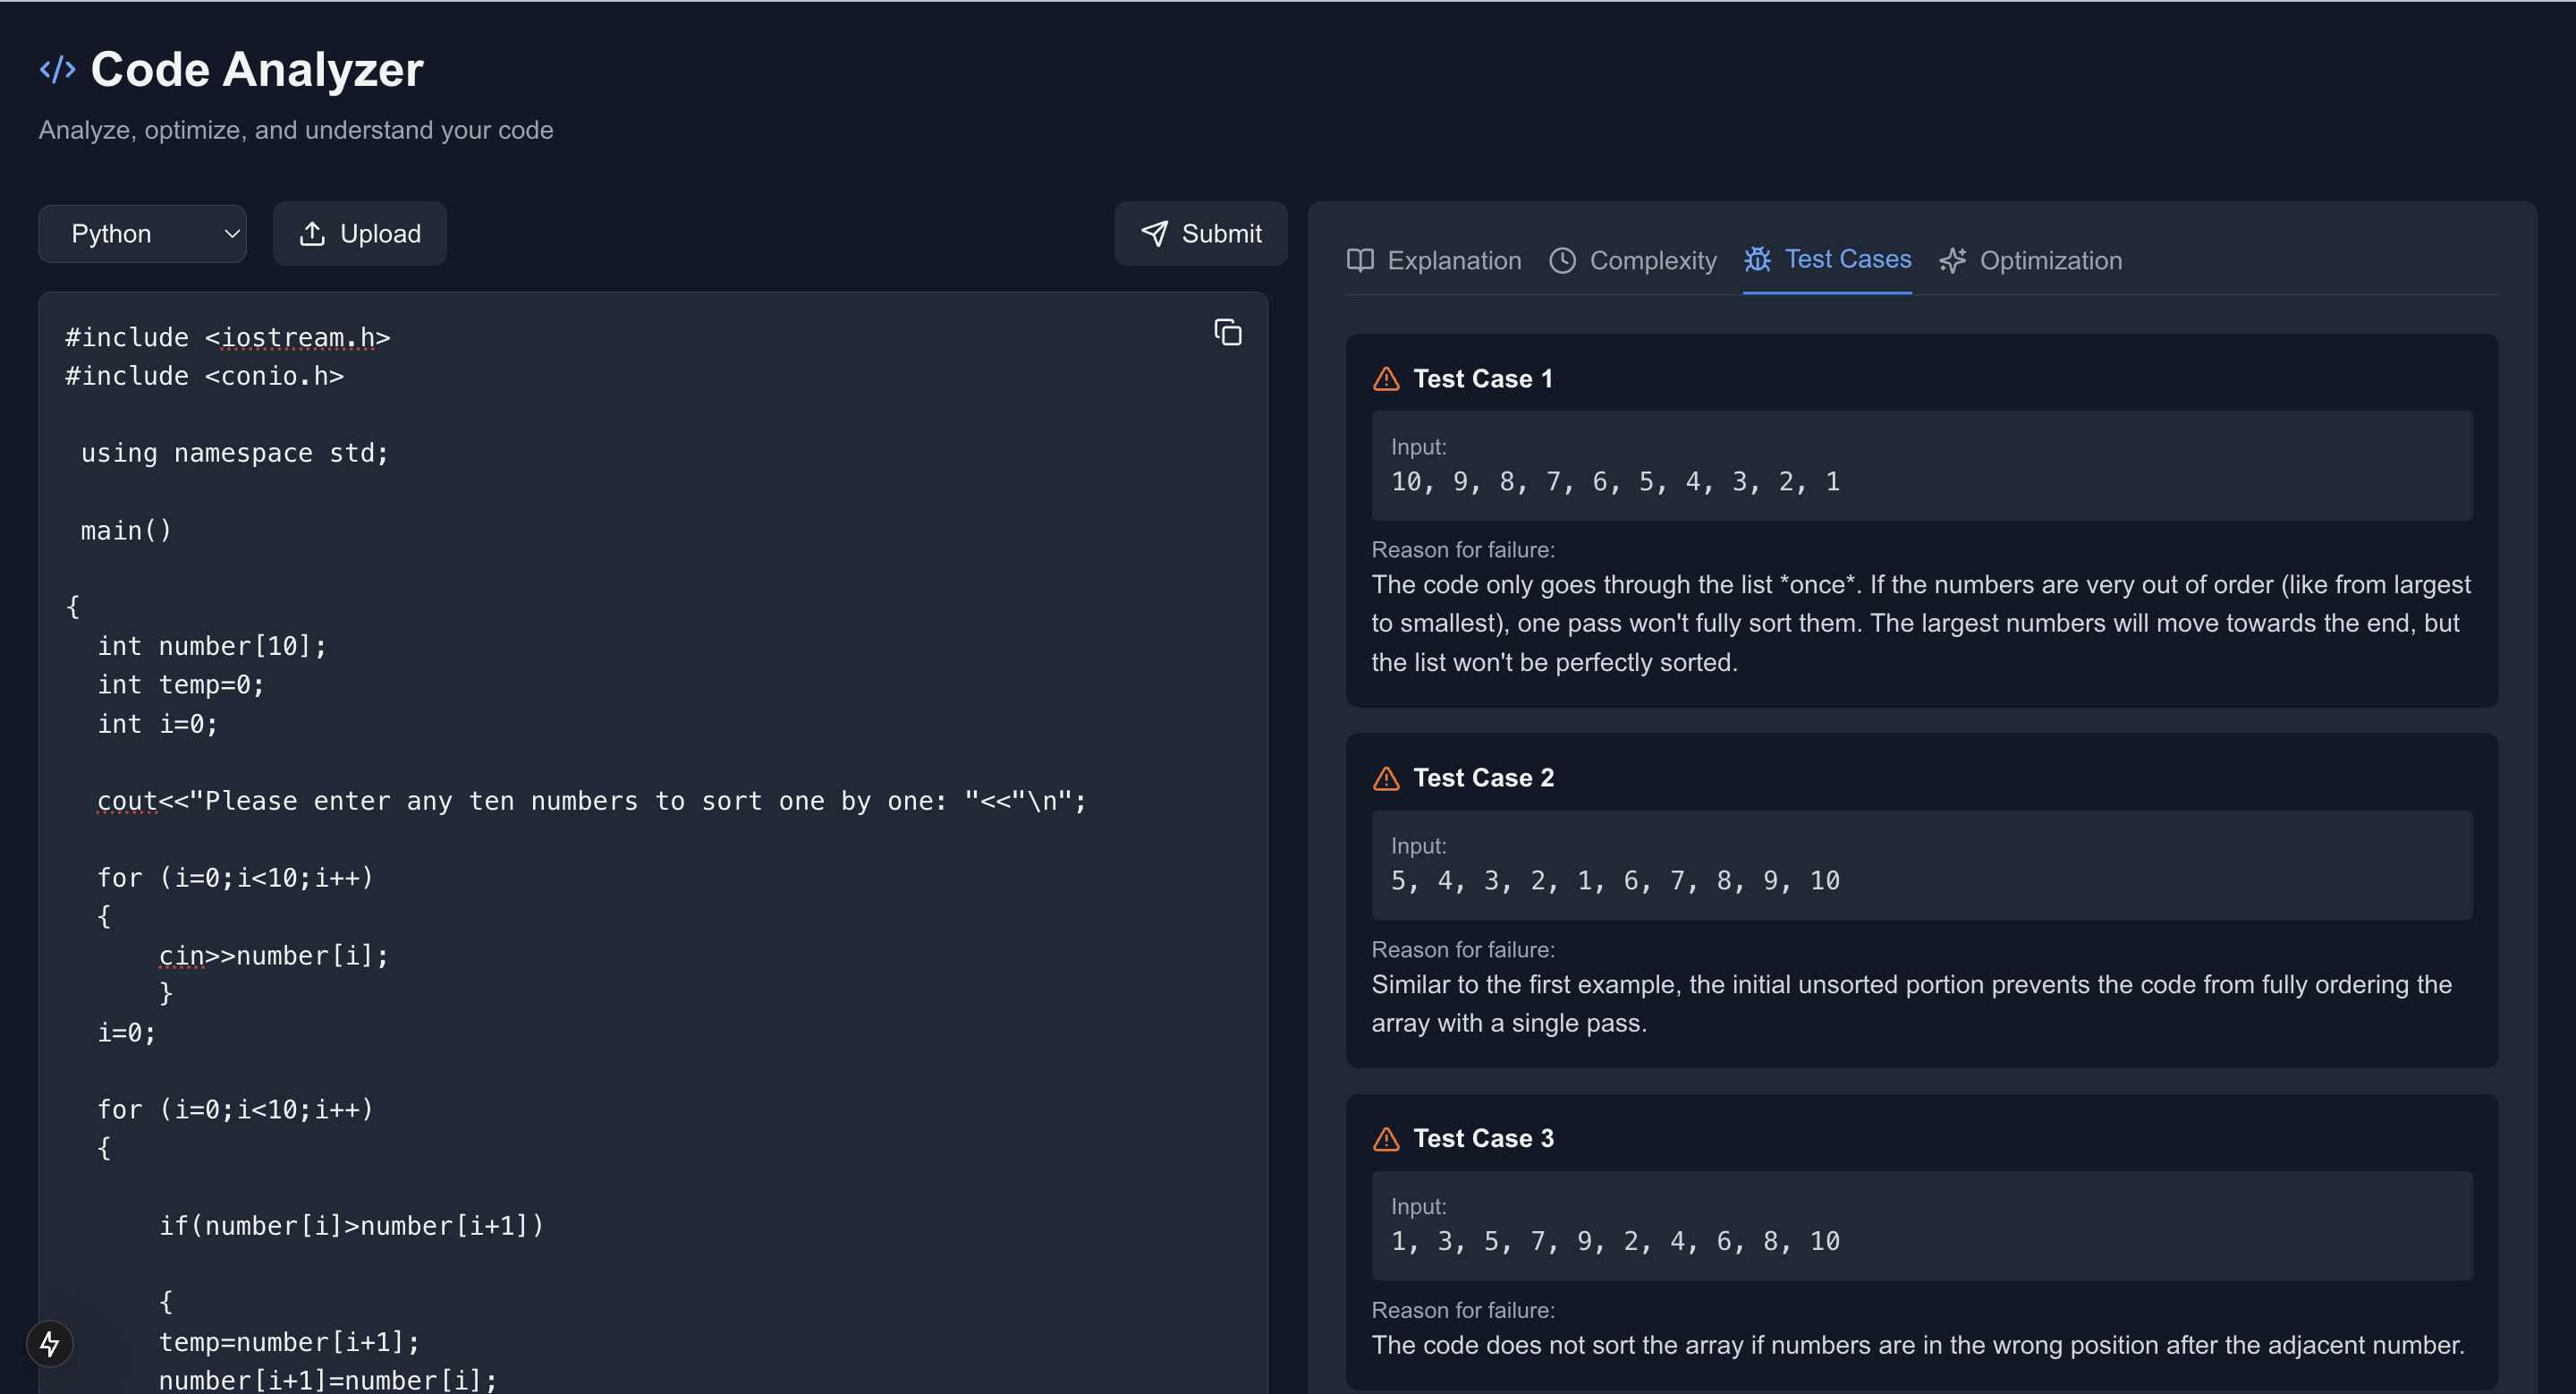 </> Code Analyzer
Analyze, optimize, and understand your code
Python
Upload
Submit
#include <iostream.h>
#include <conio.h>
using namespace std;
main()
{
int number[10];
int temp=0;
int i=0;
cout<<"Please enter any ten numbers to sort one by one: "<<"\n";
for (i=0;i<10;i++)
{
cin>>number[i];
}
i=0;
for (i=0;i<10;i++)
{
if(number[i]>number[i+1])
{
temp=number[i+1];
number[i+1]=number[i];
Explanation
Complexity
Test Cases
Optimization
Test Case 1
Input:
10, 9, 8, 7, 6, 5, 4, 3, 2, 1
Reason for failure:
The code only goes through the list *once*. If the numbers are very out of order (like from largest
to smallest), one pass won't fully sort them. The largest numbers will move towards the end, but
the list won't be perfectly sorted.
Test Case 2
Input:
5, 4, 3, 2, 1, 6, 7, 8, 9, 10
Reason for failure:
Similar to the first example, the initial unsorted portion prevents the code from fully ordering the
array with a single pass.
Test Case 3
Input:
1, 3, 5, 7, 9, 2, 4, 6, 8, 10
Reason for failure:
The code does not sort the array if numbers are in the wrong position after the adjacent number.